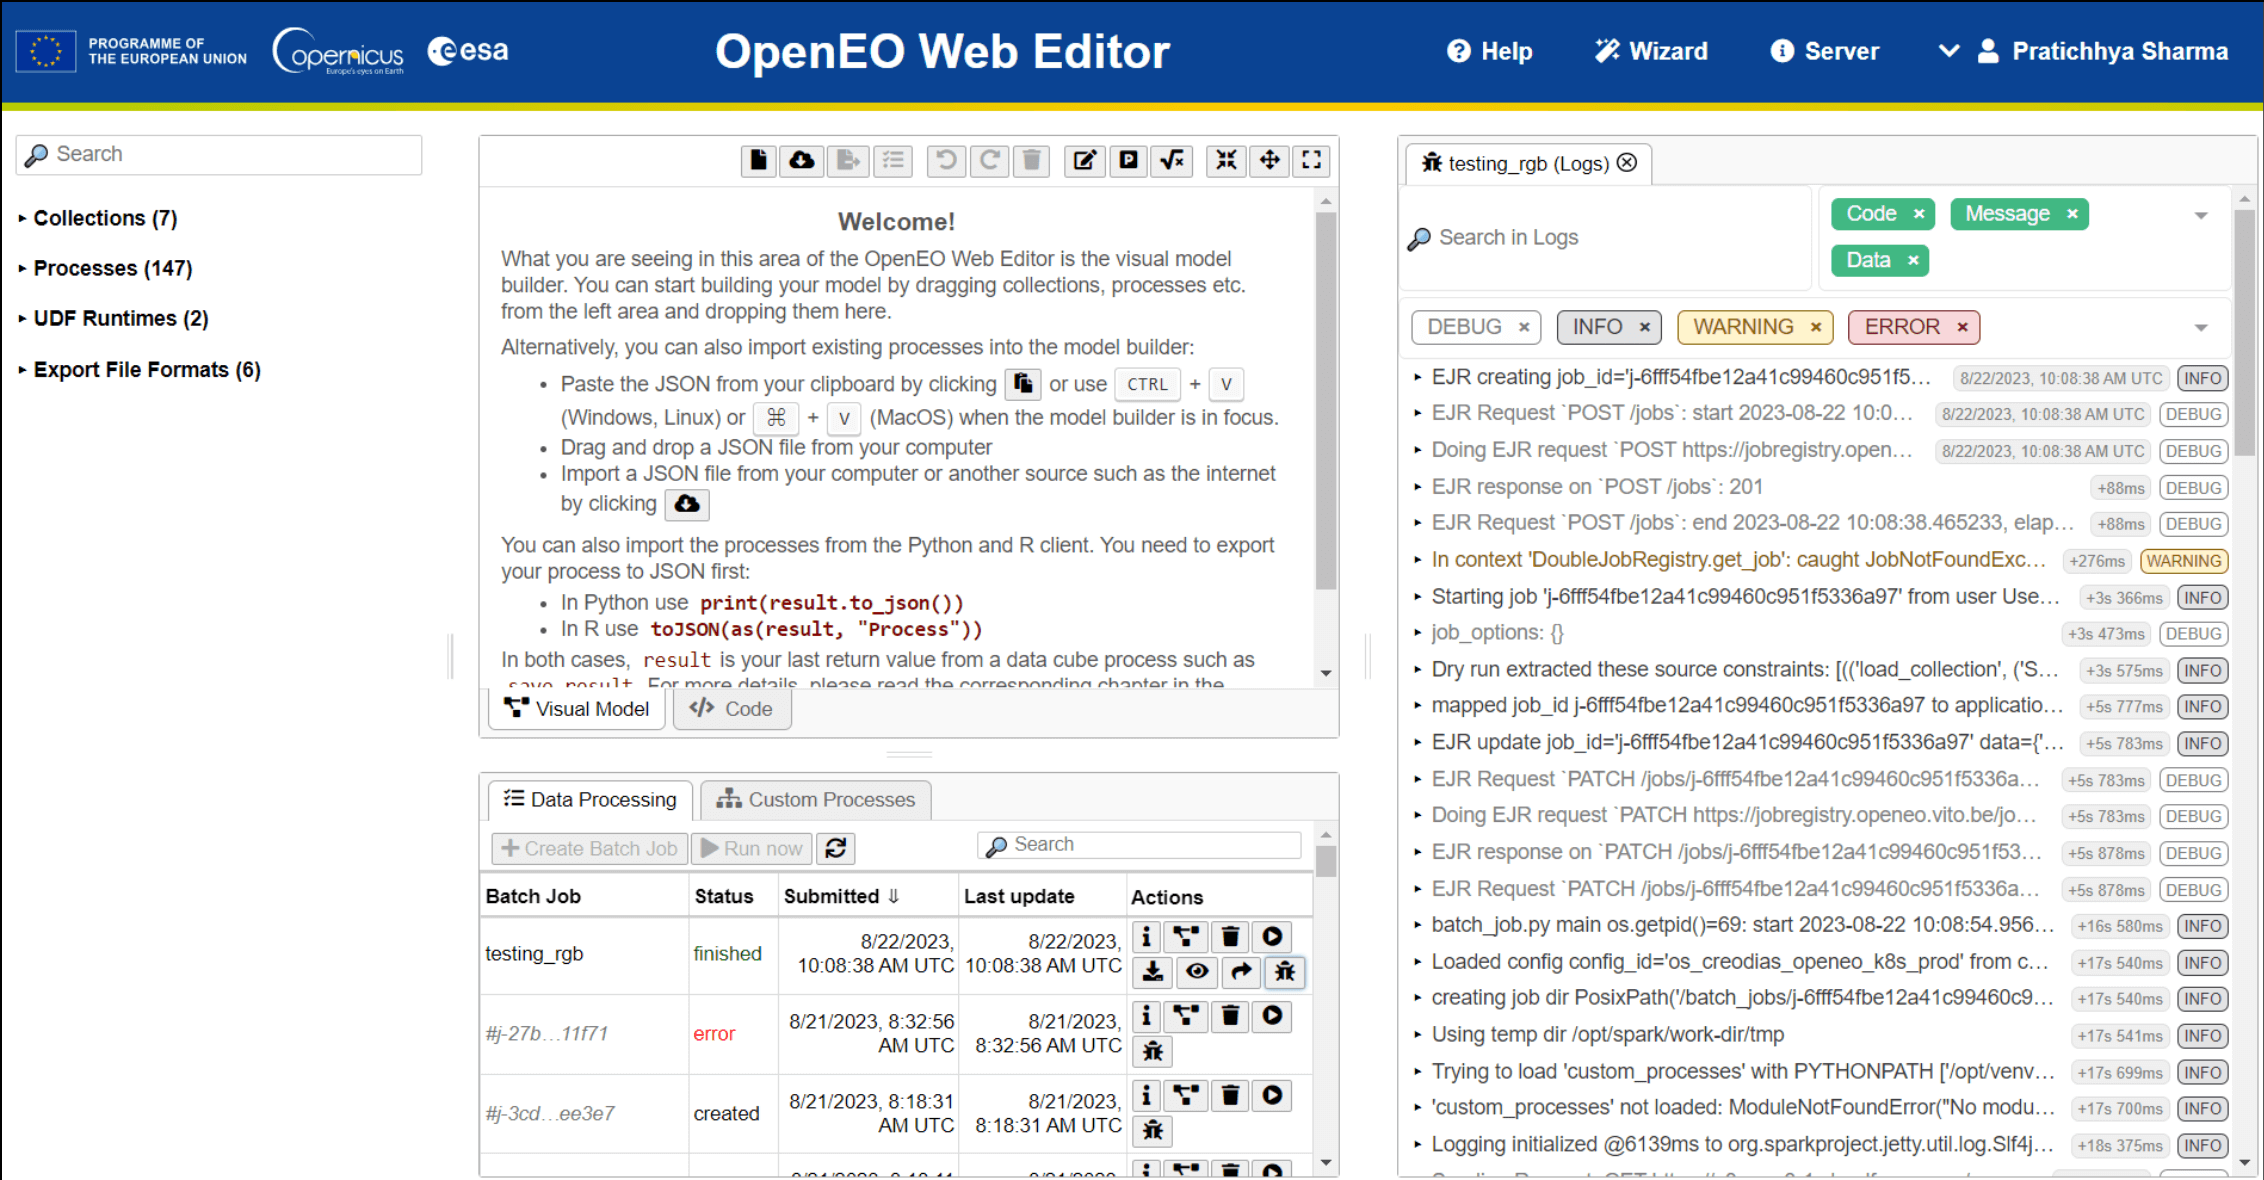 PROGRAMME OF
THE EUROPEAN UNION
opernicus
Europe's eyes on Earth
esa
OpenEO Web Editor
Help
Wizard
Server
Pratichhya Sharma
Search
Collections (7)
Processes (147)
UDF Runtimes (2)
Export File Formats (6)
Welcome!
What you are seeing in this area of the OpenEO Web Editor is the visual model
builder. You can start building your model by dragging collections, processes etc.
from the left area and dropping them here.
Alternatively, you can also import existing processes into the model builder:
• Paste the JSON from your clipboard by clicking or use CTRL + V
(Windows, Linux) or ⌘ + V (MacOS) when the model builder is in focus.
• Drag and drop a JSON file from your computer
• Import a JSON file from your computer or another source such as the internet
by clicking
You can also import the processes from the Python and R client. You need to export
your process to JSON first:
• In Python use print(result.to_json())
• In R use toJSON(as(result, "Process"))
In both cases, result is your last return value from a data cube process such as
save_result. For more details, please read the corresponding chapter in the
Visual Model
Code
Data Processing
Custom Processes
Create Batch Job
Run now
Search
Batch Job Status Submitted ⇓ Last update Actions
testing_rgb finished 8/22/2023, 10:08:38 AM UTC 8/22/2023, 10:08:38 AM UTC
#j-27b…11f71 error 8/21/2023, 8:32:56 AM UTC 8/21/2023, 8:32:56 AM UTC
#j-3cd…ee3e7 created 8/21/2023, 8:18:31 AM UTC 8/21/2023, 8:18:31 AM UTC
testing_rgb (Logs)
Search in Logs
Code × Message ×
Data ×
DEBUG × INFO × WARNING × ERROR ×
EJR creating job_id='j-6fff54fbe12a41c99460c951f5… 8/22/2023, 10:08:38 AM UTC INFO
EJR Request `POST /jobs`: start 2023-08-22 10:0… 8/22/2023, 10:08:38 AM UTC DEBUG
Doing EJR request `POST https://jobregistry.open… 8/22/2023, 10:08:38 AM UTC DEBUG
EJR response on `POST /jobs`: 201 +88ms DEBUG
EJR Request `POST /jobs`: end 2023-08-22 10:08:38.465233, elap… +88ms DEBUG
In context 'DoubleJobRegistry.get_job': caught JobNotFoundExc… +276ms WARNING
Starting job 'j-6fff54fbe12a41c99460c951f5336a97' from user Use… +3s 366ms INFO
job_options: {} +3s 473ms DEBUG
Dry run extracted these source constraints: [(('load_collection', ('S… +3s 575ms INFO
mapped job_id j-6fff54fbe12a41c99460c951f5336a97 to applicatio… +5s 777ms INFO
EJR update job_id='j-6fff54fbe12a41c99460c951f5336a97' data={'… +5s 783ms INFO
EJR Request `PATCH /jobs/j-6fff54fbe12a41c99460c951f5336a… +5s 783ms DEBUG
Doing EJR request `PATCH https://jobregistry.openeo.vito.be/jo… +5s 783ms DEBUG
EJR response on `PATCH /jobs/j-6fff54fbe12a41c99460c951f53… +5s 878ms DEBUG
EJR Request `PATCH /jobs/j-6fff54fbe12a41c99460c951f5336a… +5s 878ms DEBUG
batch_job.py main os.getpid()=69: start 2023-08-22 10:08:54.956… +16s 580ms INFO
Loaded config config_id='os_creodias_openeo_k8s_prod' from c… +17s 540ms INFO
creating job dir PosixPath('/batch_jobs/j-6fff54fbe12a41c99460c9… +17s 540ms INFO
Using temp dir /opt/spark/work-dir/tmp +17s 541ms INFO
Trying to load 'custom_processes' with PYTHONPATH ['/opt/venv… +17s 699ms INFO
'custom_processes' not loaded: ModuleNotFoundError("No modu… +17s 700ms INFO
Logging initialized @6139ms to org.sparkproject.jetty.util.log.Slf4j… +18s 375ms INFO